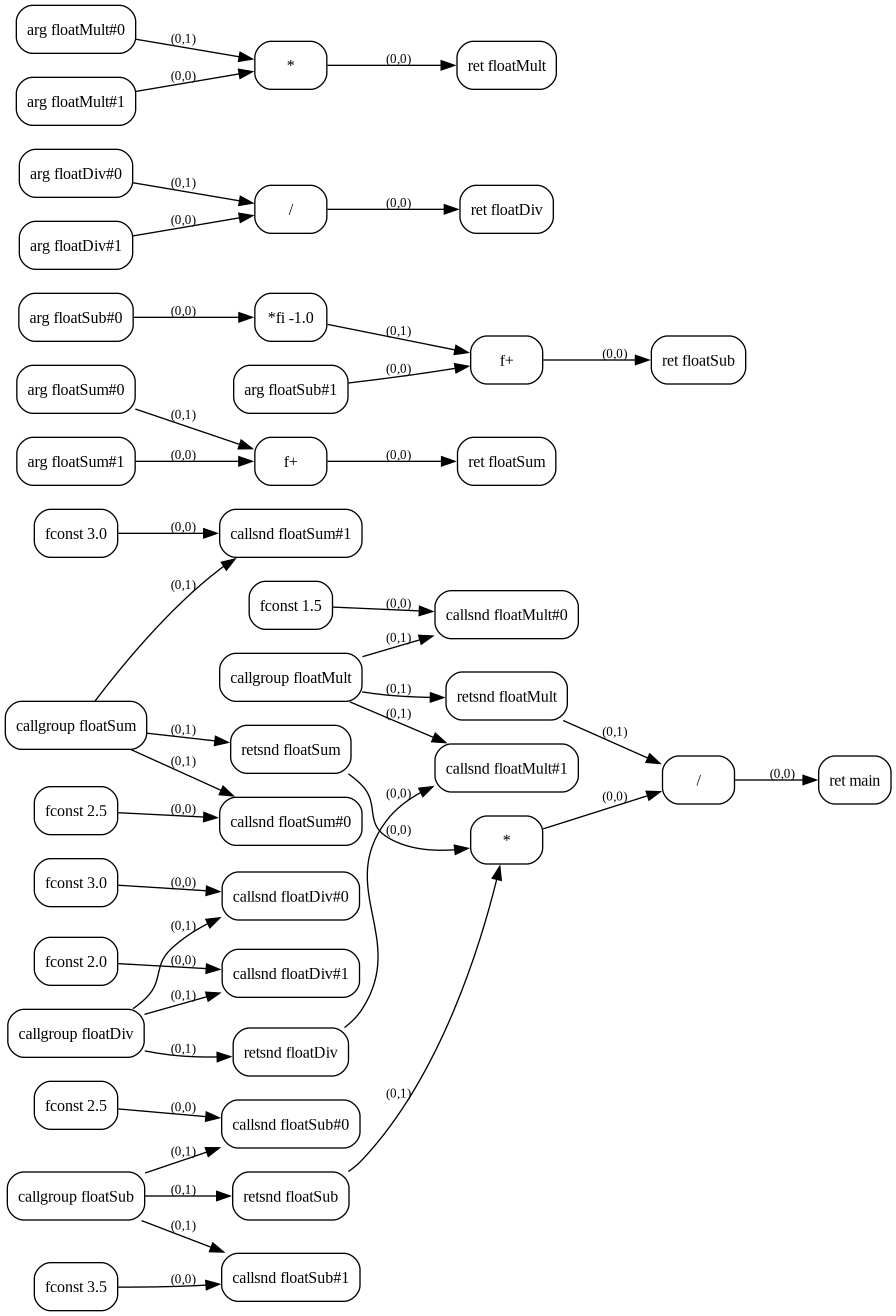 arg floatMult#0
(0,1)
*
(0,0)
ret floatMult
(0,0)
arg floatMult#1
arg floatDiv#0
(0,1)
/
(0,0)
ret floatDiv
(0,0)
arg floatDiv#1
arg floatSub#0
(0,0)
*fi -1.0
(0,1)
f+
(0,0)
ret floatSub
arg floatSub#1
(0,0)
arg floatSum#0
(0,1)
arg floatSum#1
(0,0)
f+
(0,0)
ret floatSum
fconst 3.0
(0,0)
callsnd floatSum#1
(0,1)
fconst 1.5
(0,0)
callsnd floatMult#0
(0,1)
callgroup floatMult
(0,1)
retsnd floatMult
(0,1)
(0,1)
callsnd floatMult#1
callgroup floatSum
(0,1)
retsnd floatSum
(0,1)
/
(0,0)
ret main
(0,0)
(0,0)
(0,0)
*
fconst 2.5
(0,0)
callsnd floatSum#0
fconst 3.0
(0,0)
callsnd floatDiv#0
(0,1)
fconst 2.0
(0,0)
callsnd floatDiv#1
(0,1)
callgroup floatDiv
(0,1)
retsnd floatDiv
(0,1)
fconst 2.5
(0,0)
callsnd floatSub#0
(0,1)
callgroup floatSub
(0,1)
retsnd floatSub
(0,1)
callsnd floatSub#1
fconst 3.5
(0,0)